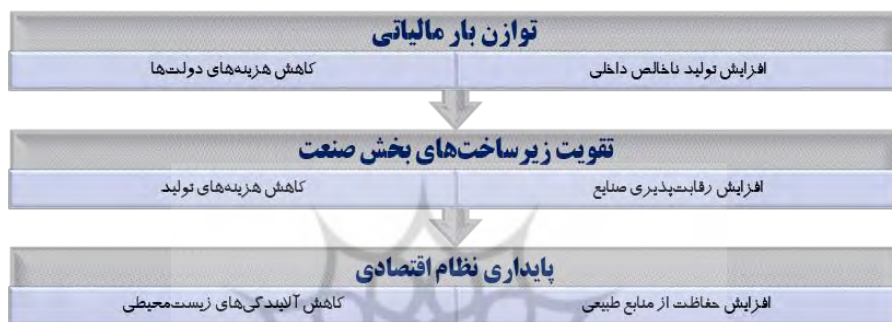 توازن بار مالیاتی
افزایش تولید ناخالص داخلی
کاهش هزینه‌های دولت‌ها
تقویت زیرساخت‌های بخش صنعت
افزایش رقابت‌پذیری صنایع
کاهش هزینه‌های تولید
پایداری نظام اقتصادی
افزایش حفاظت از منابع طبیعی
کاهش آلایندگی‌های زیست‌محیطی